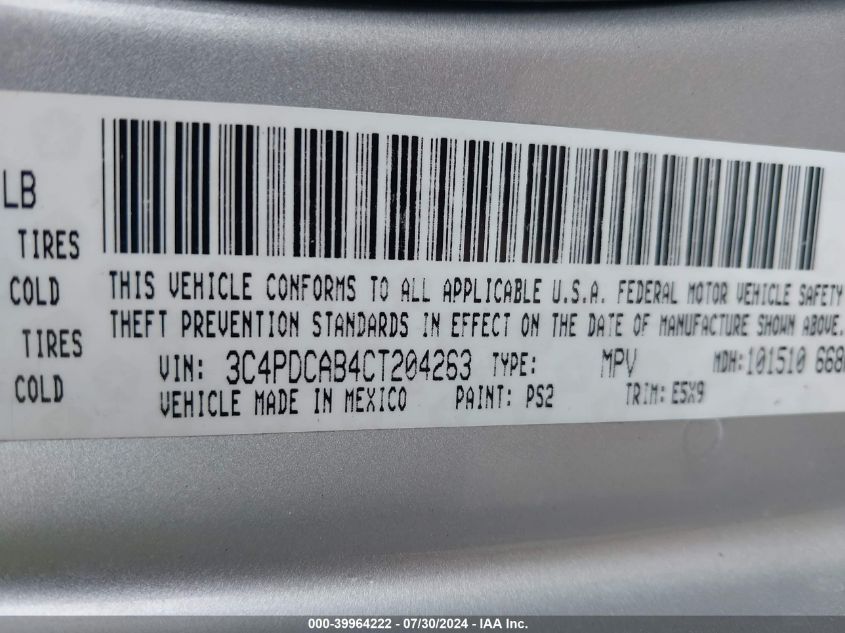 LB
TIRES
COLD
TIRES
COLD
THIS VEHICLE CONFORMS TO ALL APPLICABLE U.S.A. FEDERAL MOTOR VEHICLE SAFETY
THEFT PREVENTION STANDARDS IN EFFECT ON THE DATE OF MANUFACTURE SHOWN ABOVE.
VIN: 3C4PDCAB4CT204263 TYPE: MPV MDH: 101510 668
VEHICLE MADE IN MEXICO PAINT: PS2 TRIM: E5X9
000-39964222 - 07/30/2024 - IAA Inc.